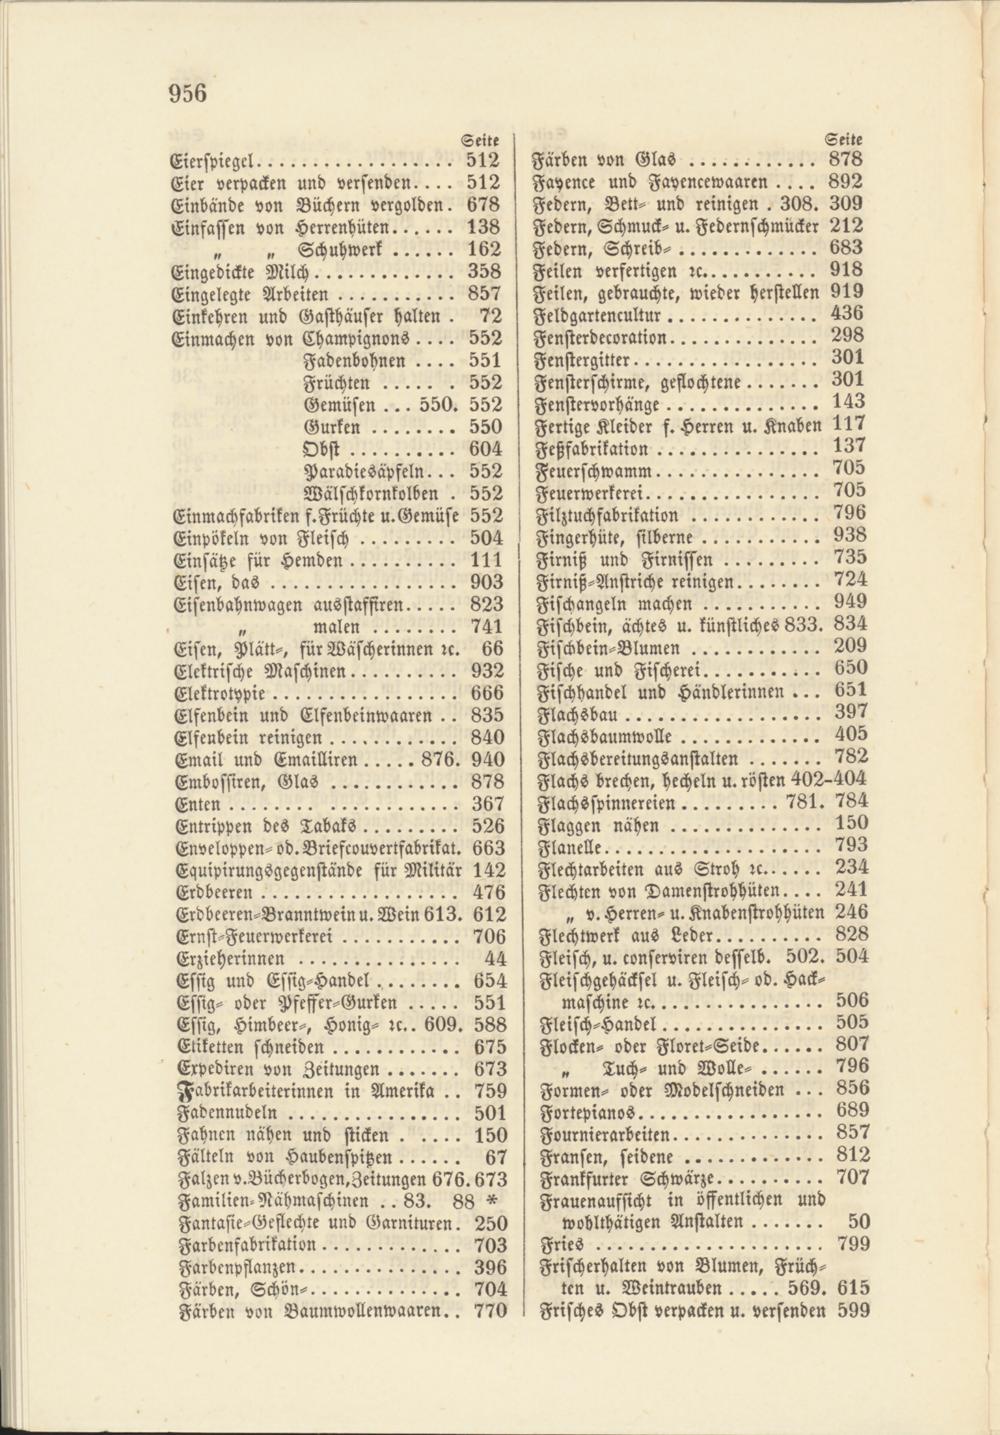 956
Seite
Eierspiegel.................. 512
Eier verpacken und versenden.... 512
Einbände von Büchern vergolden. 678
Einfassen von Herrenhüten...... 138
„ „ Schuhwerk ...... 162
Eingedickte Milch............. 358
Eingelegte Arbeiten ........... 857
Einkehren und Gasthäuser halten . 72
Einmachen von Champignons .... 552
Fadenbohnen .... 551
Früchten ..... . 552
Gemüsen ... 550. 552
Gurken ........ 550
Obst .......... 604
Paradiesäpfeln... 552
Wälschkornkolben . 552
Einmachfabriken f. Früchte u. Gemüse 552
Einpökeln von Fleisch ......... 504
Einsätze für Hemden .......... 111
Eisen, das ................. 903
Eisenbahnwagen ausstaffiren..... 823
„ malen ........ 741
Eisen, Plätt-, für Wäscherinnen ꝛc. 66
Elektrische Maschinen.......... 932
Elektrotypie ................. 666
Elfenbein und Elfenbeinwaaren .. 835
Elfenbein reinigen ............ 840
Email und Emailliren..... 876. 940
Embossiren, Glas ............ 878
Enten ........ ............ 367
Entrippen des Tabaks......... 526
Enveloppen- od. Briefcouvertfabrikat. 663
Equipirungsgegenstände für Militär 142
Erdbeeren .................. 476
Erdbeeren-Branntwein u. Wein 613. 612
Ernst-Feuerwerkerei ........... 706
Erzieherinnen ............... 44
Essig und Essig-Handel ........ 654
Essig- oder Pfeffer-Gurken ..... 551
Essig, Himbeer-, Honig- ꝛc.. 609. 588
Etiketten schneiden ............ 675
Expediren von Zeitungen ....... 673
Fabrikarbeiterinnen in Amerika .. 759
Fadennudeln ................ 501
Fahnen nähen und sticken . .... 150
Fälteln von Haubenspitzen...... 67
Falzen v. Bücherbogen, Zeitungen 676. 673
Familien-Nähmaschinen .. 83. 88 *
Fantasie-Geflechte und Garnituren. 250
Farbenfabrikation............. 703
Farbenpflanzen............... 396
Färben, Schön-.............. 704
Färben von Baumwollenwaaren.. 770
Seite
Färben von Glas ............ 878
Fayence und Fayencewaaren .... 892
Federn, Bett- und reinigen . 308. 309
Federn, Schmuck- u. Federnschmücker 212
Federn, Schreib- ............. 683
Feilen verfertigen ꝛc........... 918
Feilen, gebrauchte, wieder herstellen 919
Feldgartencultur .............. 436
Fensterdecoration.............. 298
Fenstergitter................. 301
Fensterschirme, geflochtene....... 301
Fenstervorhänge .............. 143
Fertige Kleider f. Herren u. Knaben 117
Feßfabrikation ............... 137
Feuerschwamm............... 705
Feuerwerkerei................ 705
Filztuchfabrikation ............ 796
Fingerhüte, silberne ........... 938
Firniß und Firnissen ......... 735
Firniß-Anstriche reinigen........ 724
Fischangeln machen ........... 949
Fischbein, ächtes u. künstliches 833. 834
Fischbein-Blumen ............ 209
Fische und Fischerei........... 650
Fischhandel und Händlerinnen ... 651
Flachsbau .................. 397
Flachsbaumwolle ............. 405
Flachsbereitungsanstalten ....... 782
Flachs brechen, hecheln u. rösten 402-404
Flachsspinnereien......... 781. 784
Flaggen nähen .............. 150
Flanelle.................... 793
Flechtarbeiten aus Stroh ꝛc...... 234
Flechten von Damenstrohhüten.... 241
„ v. Herren- u. Knabenstrohhüten 246
Flechtwerk aus Leder.......... 828
Fleisch, u. conserviren desselb. 502. 504
Fleischgehäcksel u. Fleisch- od. Hack-
maschine ꝛc................ 506
Fleisch-Handel............... 505
Flocken- oder Floret-Seide...... 807
„ Tuch- und Wolle- ...... 796
Formen- oder Modelschneiden ... 856
Fortepianos................. 689
Fournierarbeiten.............. 857
Fransen, seidene ............. 812
Frankfurter Schwärze.......... 707
Frauenaufsicht in öffentlichen und
wohlthätigen Anstalten ....... 50
Fries ..................... 799
Frischerhalten von Blumen, Früch-
ten u. Weintrauben ..... 569. 615
Frisches Obst verpacken u. versenden 599